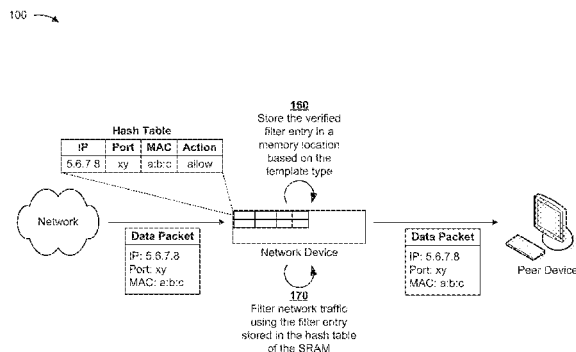 100
160
Store the verified
filter entry in a
memory location
based on the
template type
Hash Table
IP Port MAC Action
5.6.7.8 xy a:b:c allow
Network
Data Packet
IP: 5.6.7.8
Port: xy
MAC: a:b:c
Network Device
Data Packet
IP: 5.6.7.8
Port: xy
MAC: a:b:c
Peer Device
170
Filter network traffic
using the filter entry
stored in the hash table
of the SRAM